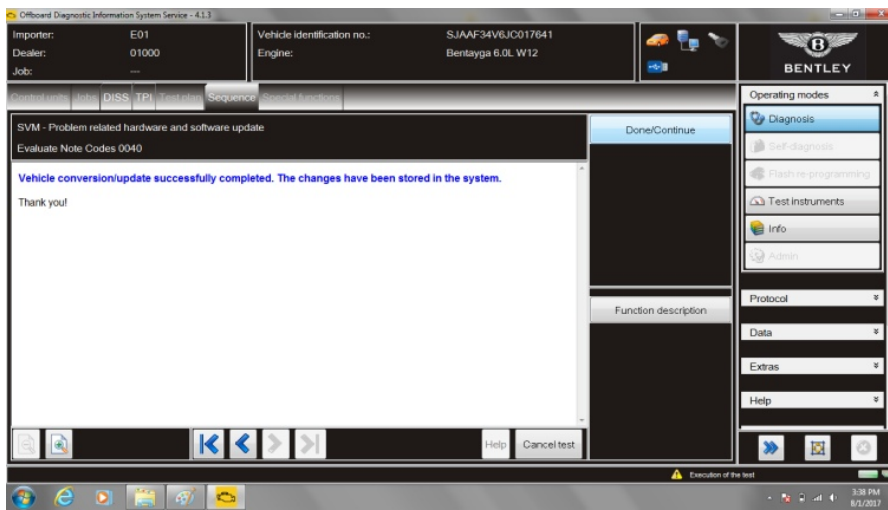 Offboard Diagnostic Information System Service - 4.1.3
Importer: E01
Dealer: 01000
Job: ---
Vehicle identification no.: SJAAF34V6JC017641
Engine: Bentayga 6.0L W12
B
BENTLEY
Control units Jobs DISS TPI Test plan Sequence Special functions
SVM - Problem related hardware and software update
Evaluate Note Codes 0040
Vehicle conversion/update successfully completed. The changes have been stored in the system.
Thank you!
Done/Continue
Function description
Operating modes
Diagnosis
Self-diagnosis
Flash re-programming
Test instruments
Info
Admin
Protocol
Data
Extras
Help
Help Cancel test
Execution of the test
3:38 PM
8/1/2017